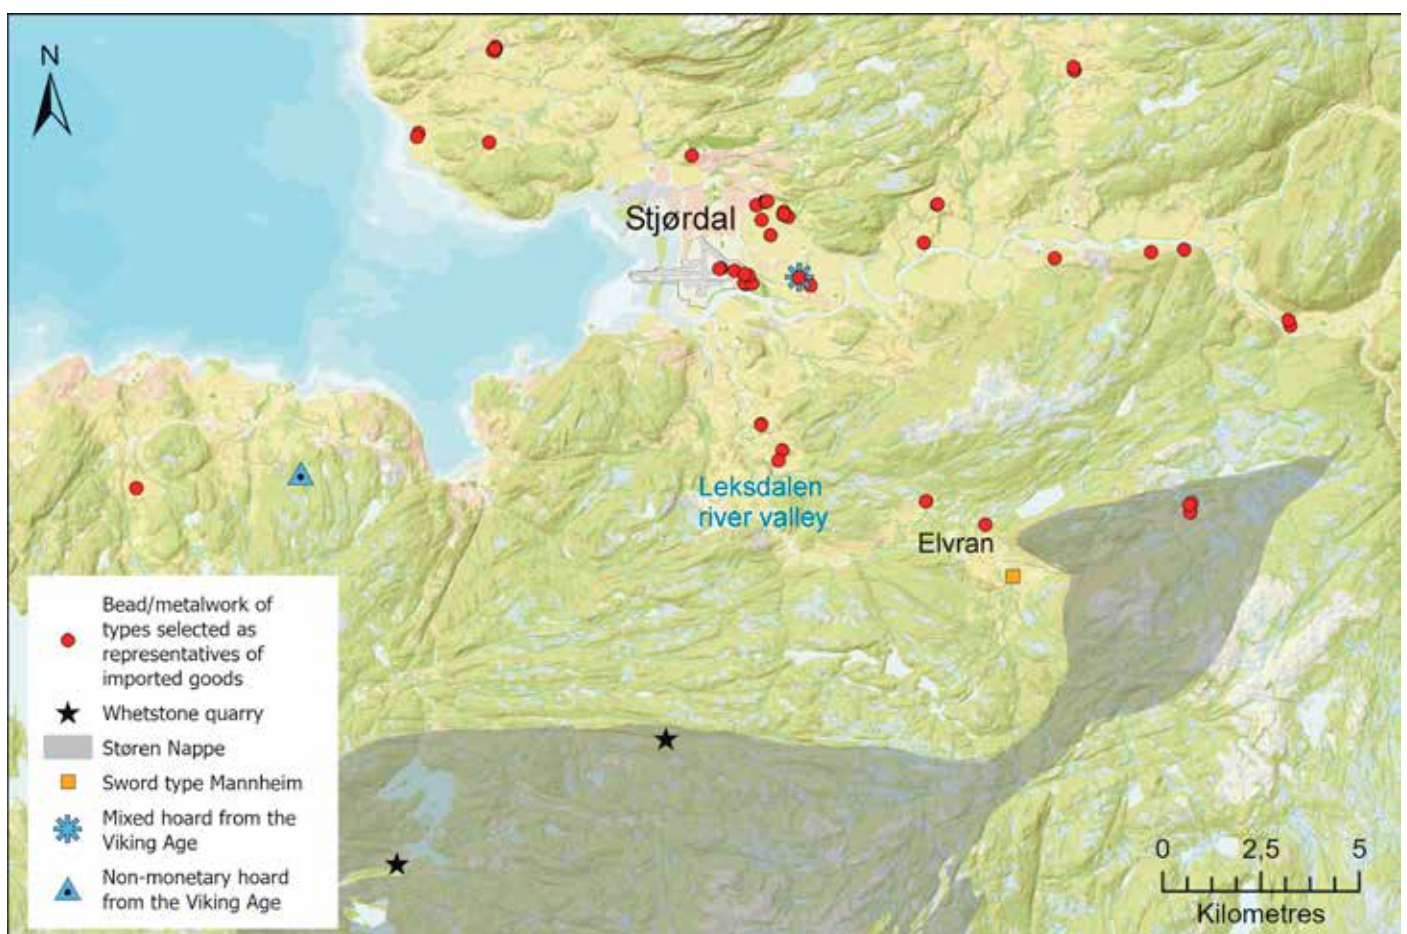 N
Stjørdal
Leksdalen
river valley
Elvran
Bead/metalwork of
types selected as
representatives of
imported goods
Whetstone quarry
Støren Nappe
Sword type Mannheim
Mixed hoard from the
Viking Age
Non-monetary hoard
from the Viking Age
0 2,5 5
Kilometres